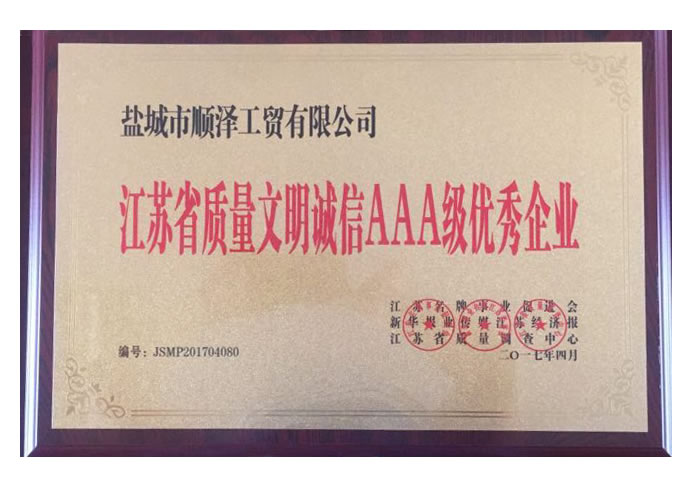 盐城市顺泽工贸有限公司
江苏省质量文明诚信AAA级优秀企业
江苏名牌事业促进会
新华报业传媒江苏经济报
江苏省质量调查中心
编号：JSMP201704080
二〇一七年四月